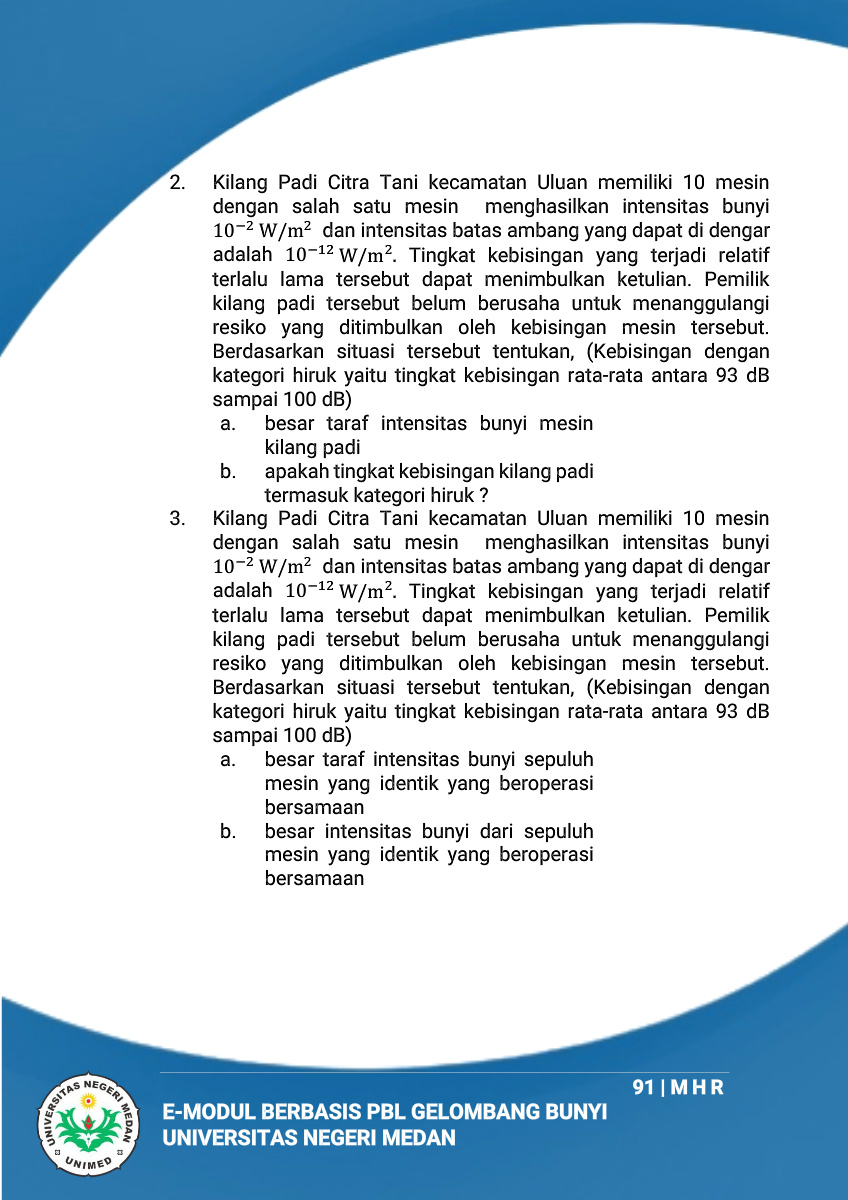 2. Kilang Padi Citra Tani kecamatan Uluan memiliki 10 mesin
dengan salah satu mesin menghasilkan intensitas bunyi
10⁻² W/m² dan intensitas batas ambang yang dapat di dengar
adalah 10⁻¹² W/m². Tingkat kebisingan yang terjadi relatif
terlalu lama tersebut dapat menimbulkan ketulian. Pemilik
kilang padi tersebut belum berusaha untuk menanggulangi
resiko yang ditimbulkan oleh kebisingan mesin tersebut.
Berdasarkan situasi tersebut tentukan, (Kebisingan dengan
kategori hiruk yaitu tingkat kebisingan rata-rata antara 93 dB
sampai 100 dB)
a. besar taraf intensitas bunyi mesin
kilang padi
b. apakah tingkat kebisingan kilang padi
termasuk kategori hiruk ?
3. Kilang Padi Citra Tani kecamatan Uluan memiliki 10 mesin
dengan salah satu mesin menghasilkan intensitas bunyi
10⁻² W/m² dan intensitas batas ambang yang dapat di dengar
adalah 10⁻¹² W/m². Tingkat kebisingan yang terjadi relatif
terlalu lama tersebut dapat menimbulkan ketulian. Pemilik
kilang padi tersebut belum berusaha untuk menanggulangi
resiko yang ditimbulkan oleh kebisingan mesin tersebut.
Berdasarkan situasi tersebut tentukan, (Kebisingan dengan
kategori hiruk yaitu tingkat kebisingan rata-rata antara 93 dB
sampai 100 dB)
a. besar taraf intensitas bunyi sepuluh
mesin yang identik yang beroperasi
bersamaan
b. besar intensitas bunyi dari sepuluh
mesin yang identik yang beroperasi
bersamaan
91 | M H R
E-MODUL BERBASIS PBL GELOMBANG BUNYI
UNIVERSITAS NEGERI MEDAN
UNIVERSITAS NEGERI MEDAN
UNIMED